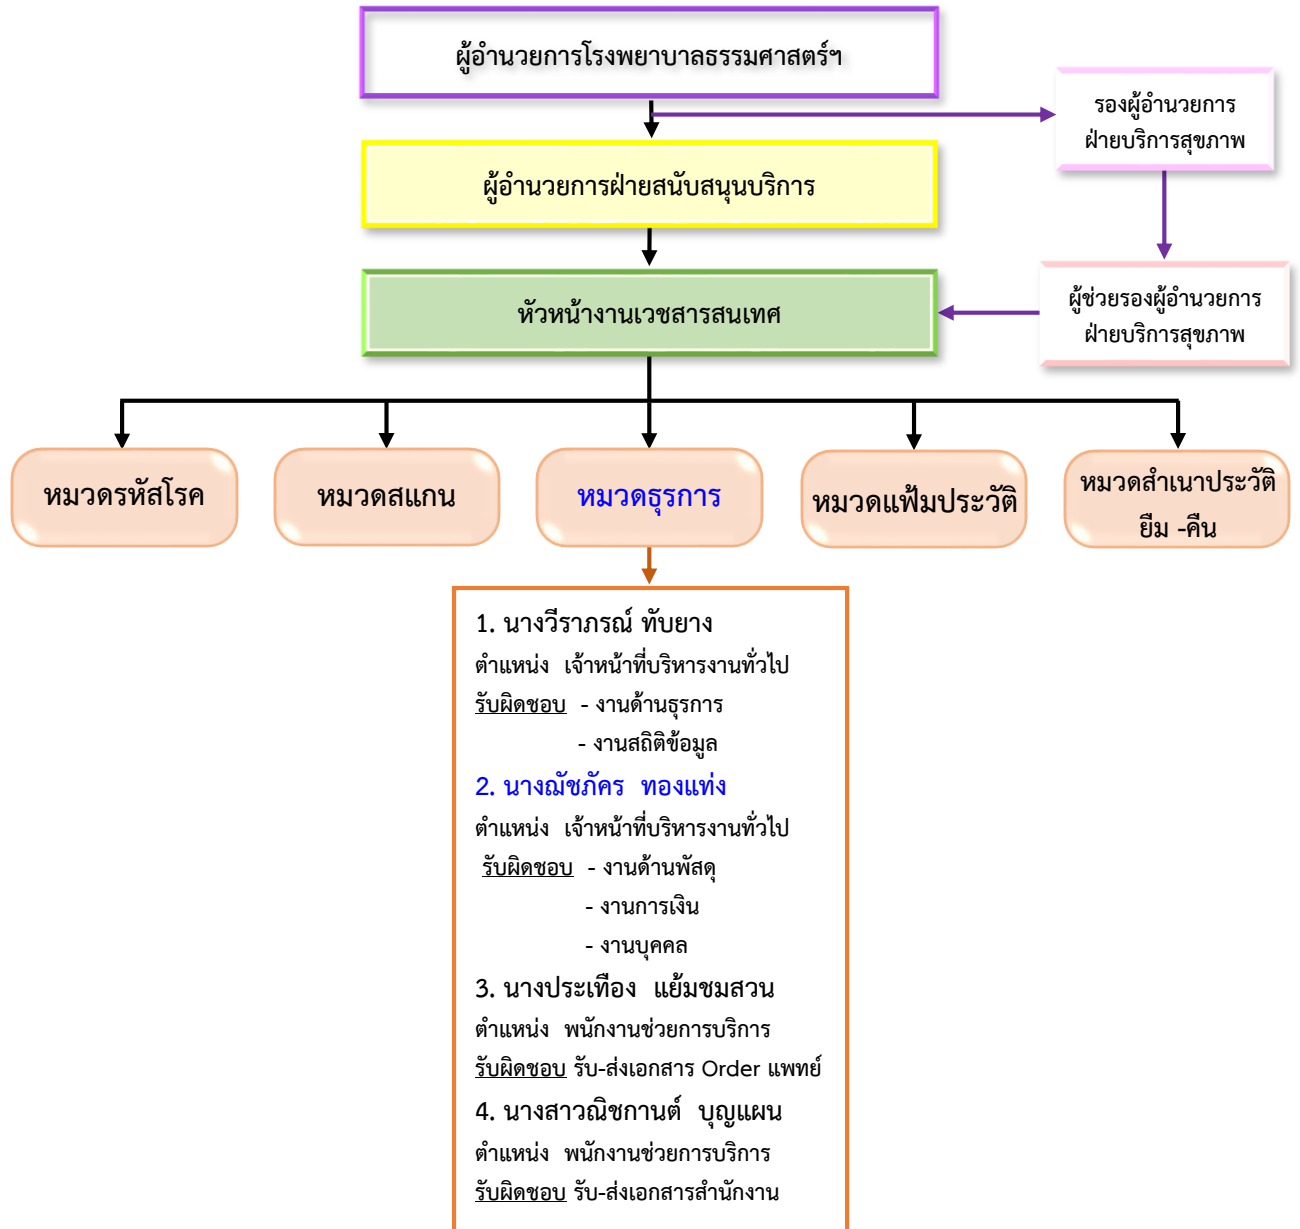 ผู้อำนวยการโรงพยาบาลธรรมศาสตร์ฯ
รองผู้อำนวยการ
ฝ่ายบริการสุขภาพ
ผู้อำนวยการฝ่ายสนับสนุนบริการ
หัวหน้างานเวชสารสนเทศ
ผู้ช่วยรองผู้อำนวยการ
ฝ่ายบริการสุขภาพ
หมวดรหัสโรค
หมวดสแกน
หมวดธุรการ
หมวดแฟ้มประวัติ
หมวดสำเนาประวัติ
ยืม -คืน
1. นางวีราภรณ์ ทับยาง
ตำแหน่ง เจ้าหน้าที่บริหารงานทั่วไป
รับผิดชอบ - งานด้านธุรการ
- งานสถิติข้อมูล
2. นางฌัชภัคร ทองแท่ง
ตำแหน่ง เจ้าหน้าที่บริหารงานทั่วไป
รับผิดชอบ - งานด้านพัสดุ
- งานการเงิน
- งานบุคคล
3. นางประเทือง แย้มชมสวน
ตำแหน่ง พนักงานช่วยการบริการ
รับผิดชอบ รับ-ส่งเอกสาร Order แพทย์
4. นางสาวณิชกานต์ บุญแผน
ตำแหน่ง พนักงานช่วยการบริการ
รับผิดชอบ รับ-ส่งเอกสารสำนักงาน